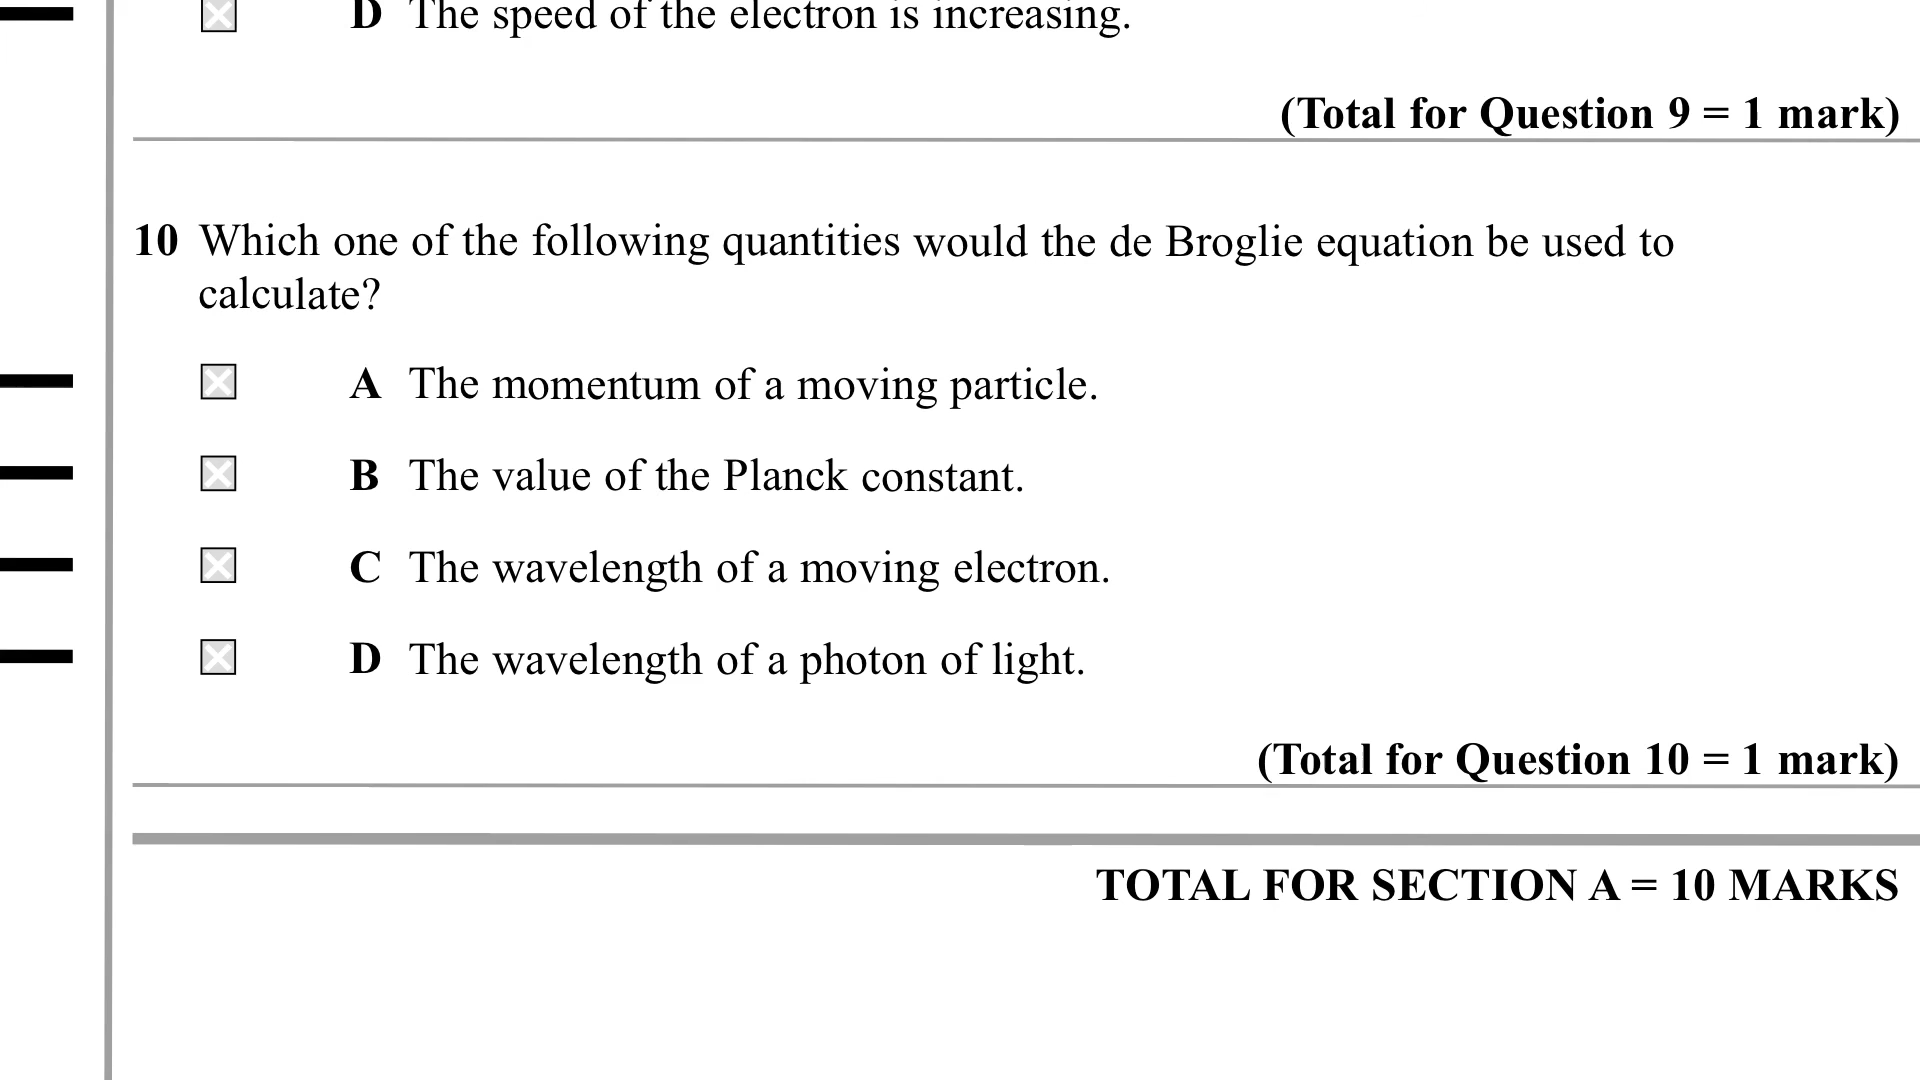 D The speed of the electron is increasing.
(Total for Question 9 = 1 mark)
10 Which one of the following quantities would the de Broglie equation be used to
calculate?
A The momentum of a moving particle.
B The value of the Planck constant.
C The wavelength of a moving electron.
D The wavelength of a photon of light.
(Total for Question 10 = 1 mark)
TOTAL FOR SECTION A = 10 MARKS